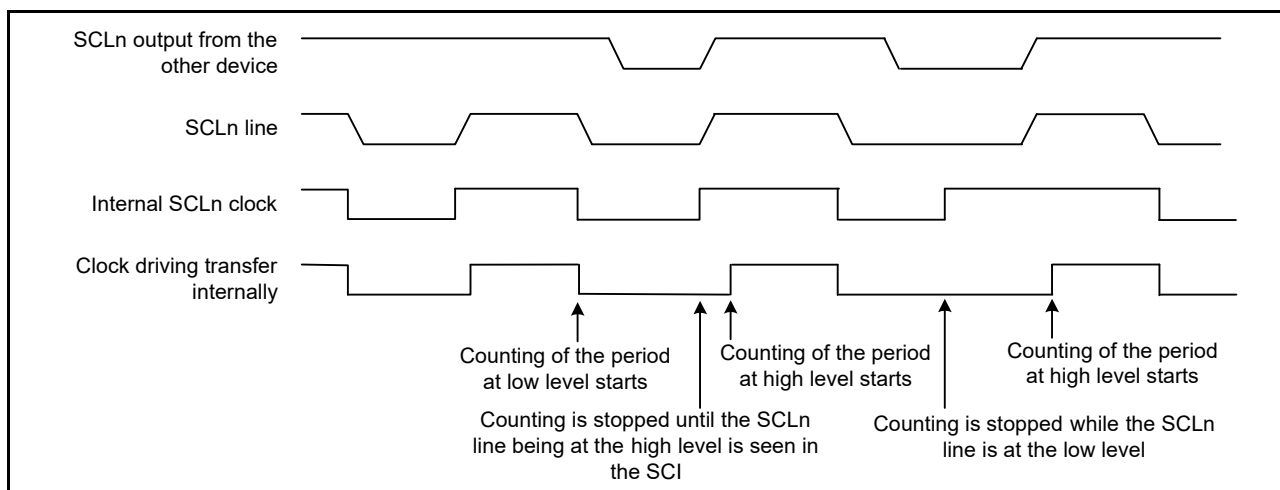 SCLn output from the
other device
SCLn line
Internal SCLn clock
Clock driving transfer
internally
Counting of the period
at low level starts
Counting of the period
at high level starts
Counting of the period
at high level starts
Counting is stopped until the SCLn
line being at the high level is seen in
the SCI
Counting is stopped while the SCLn
line is at the low level